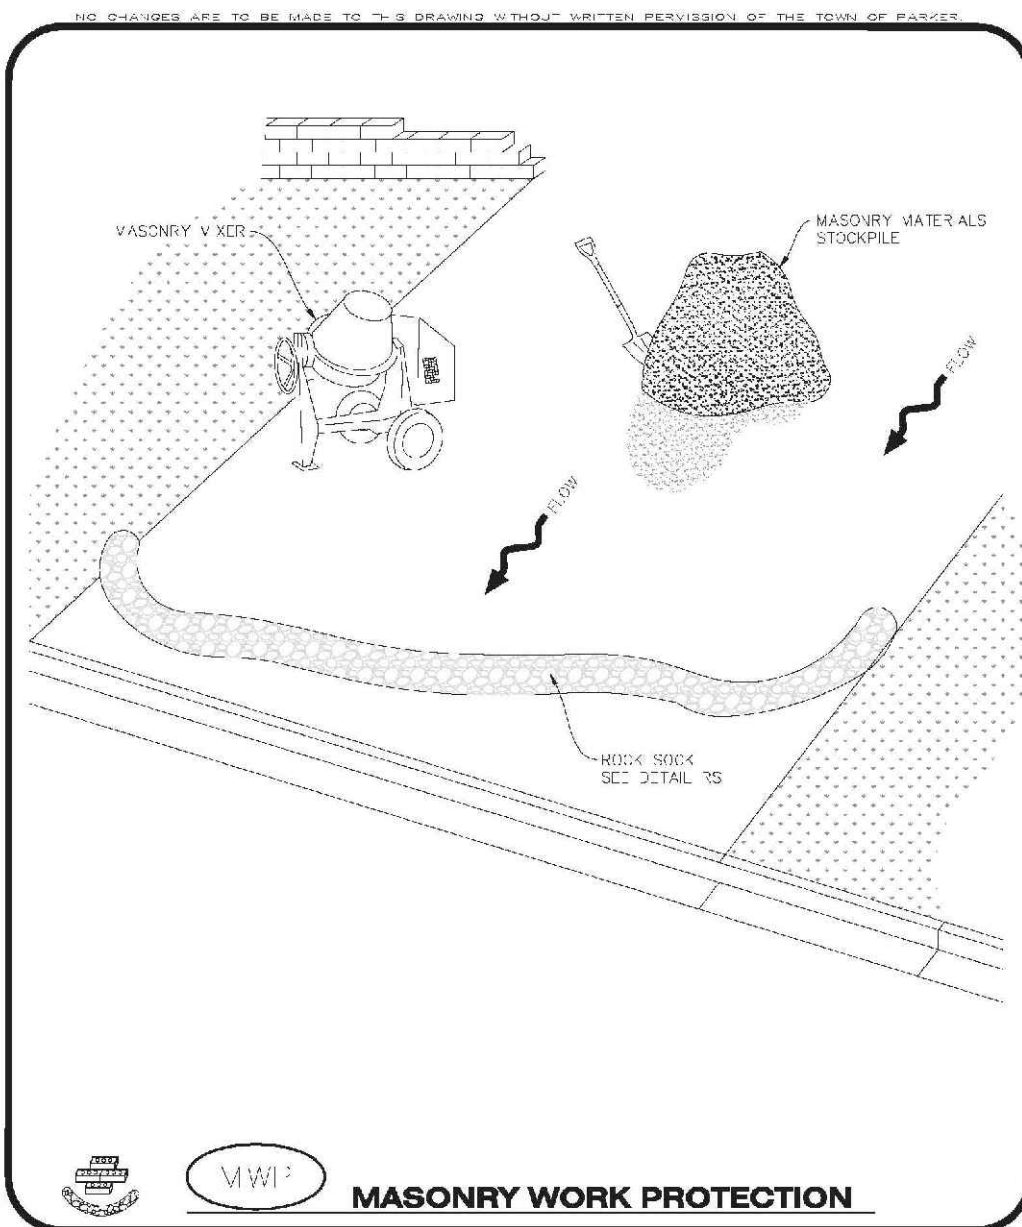 NO CHANGES ARE TO BE MADE TO THIS DRAWING WITHOUT WRITTEN PERMISSION OF THE TOWN OF PARKER.
MASONRY MIXER
MASONRY MATERIALS
STOCKPILE
FLOW
FLOW
ROCK SOCK
SEE DETAIL RS
MWP
MASONRY WORK PROTECTION